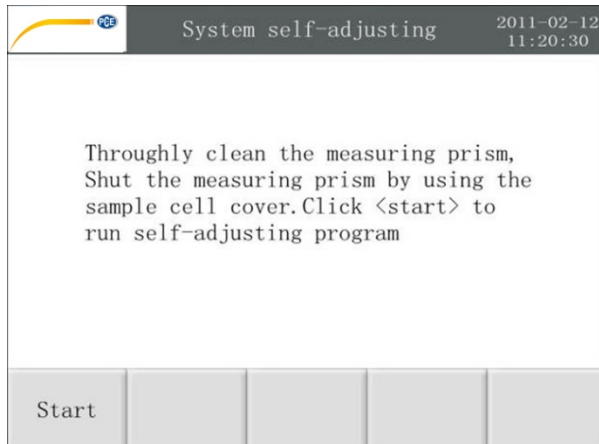 PCE
System self-adjusting
2011-02-12
11:20:30
Throughly clean the measuring prism,
Shut the measuring prism by using the
sample cell cover.Click <start> to
run self-adjusting program
Start